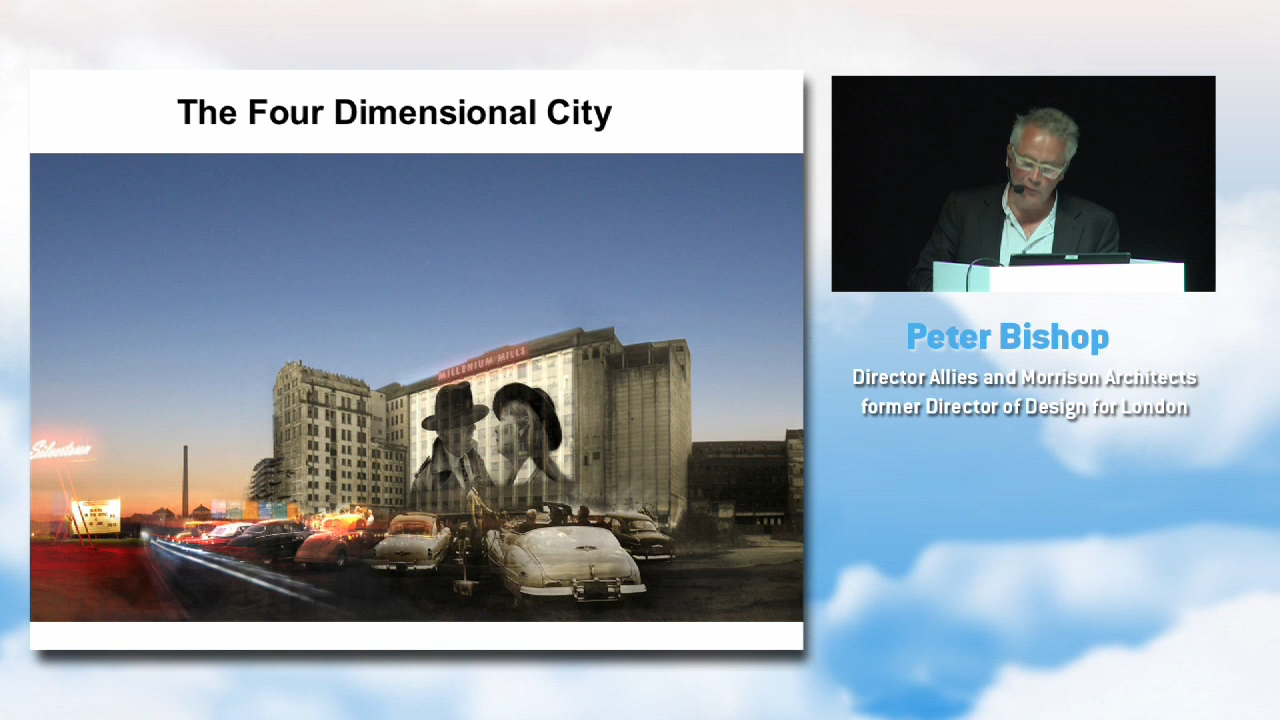 The Four Dimensional City
MILLENIUM MILLS
Silvertown
Peter Bishop
Director Allies and Morrison Architects
former Director of Design for London